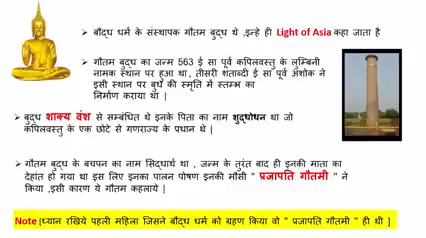 ➢ बौद्ध धर्म के संस्थापक गौतम बुद्ध थे ,इन्हे ही Light of Asia कहा जाता है
➢ गौतम बुद्ध का जन्म 563 ई सा पूर्व कपिलवस्तु के लुम्बिनी
नामक स्थान पर हुआ था , तीसरी शताब्दी ई सा पूर्व अशोक ने
इसी स्थान पर बुध की स्मृति में स्तम्भ का
निर्माण कराया था |
➢ बुद्ध शाक्य वंश से सम्बंधित थे इनके पिता का नाम शुद्धोधन था जो
कपिलवस्तु के एक छोटे से गणराज्य के प्रधान थे |
➢ गौतम बुद्ध के बचपन का नाम सिद्धार्थ था , जन्म के तुरंत बाद ही इनकी माता का
देहांत हो गया था इस लिए इनका पालन पोषण इनकी मौसी " प्रजापति गौतमी " ने
किया ,इसी कारण ये गौतम कहलाये |
Note [ध्यान रखिये पहली महिला जिसने बौद्ध धर्म को ग्रहण किया वो " प्रजापति गौतमी " ही थी ]